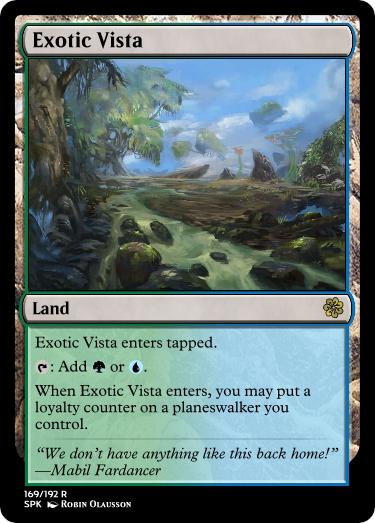 Exotic Vista
Land
Exotic Vista enters tapped.
: Add or .
When Exotic Vista enters, you may put a
loyalty counter on a planeswalker you
control.
“We don’t have anything like this back home!”
—Mabil Fardancer
169/192 R
SPK Robin Olausson